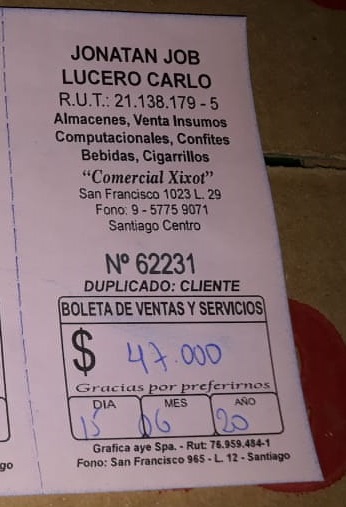 JONATAN JOB
LUCERO CARLO
R.U.T.: 21.138.179 - 5
Almacenes, Venta Insumos
Computacionales, Confites
Bebidas, Cigarrillos
“Comercial Xixot”
San Francisco 1023 L. 29
Fono: 9 - 5775 9071
Santiago Centro
Nº 62231
DUPLICADO: CLIENTE
BOLETA DE VENTAS Y SERVICIOS
$ 47.000
Gracias por preferirnos
DIA MES AÑO
15 06 20
Grafica aye Spa. - Rut: 76.959.484-1
Fono: San Francisco 965 - L. 12 - Santiago
go